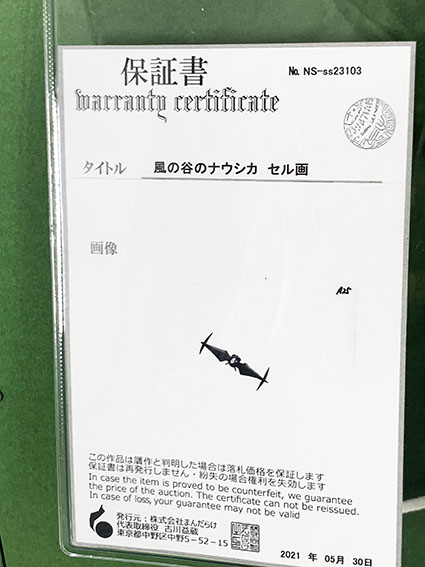 保証書
No. NS-ss23103
warranty certificate
タイトル 風の谷のナウシカ セル画
画像
A25
この作品は贋作と判明した場合は落札価格を保証します
保証書は再発行しません・紛失の場合権利を失効します
In case the item is proved to be counterfeit, we guarantee
the price of the auction. The certificate can not be reissued.
In case of loss, your guarantee may not be valid
発行元：株式会社まんだらけ
代表取締役 古川益蔵
東京都中野区中野5-52-15
2021 年 05月 30日